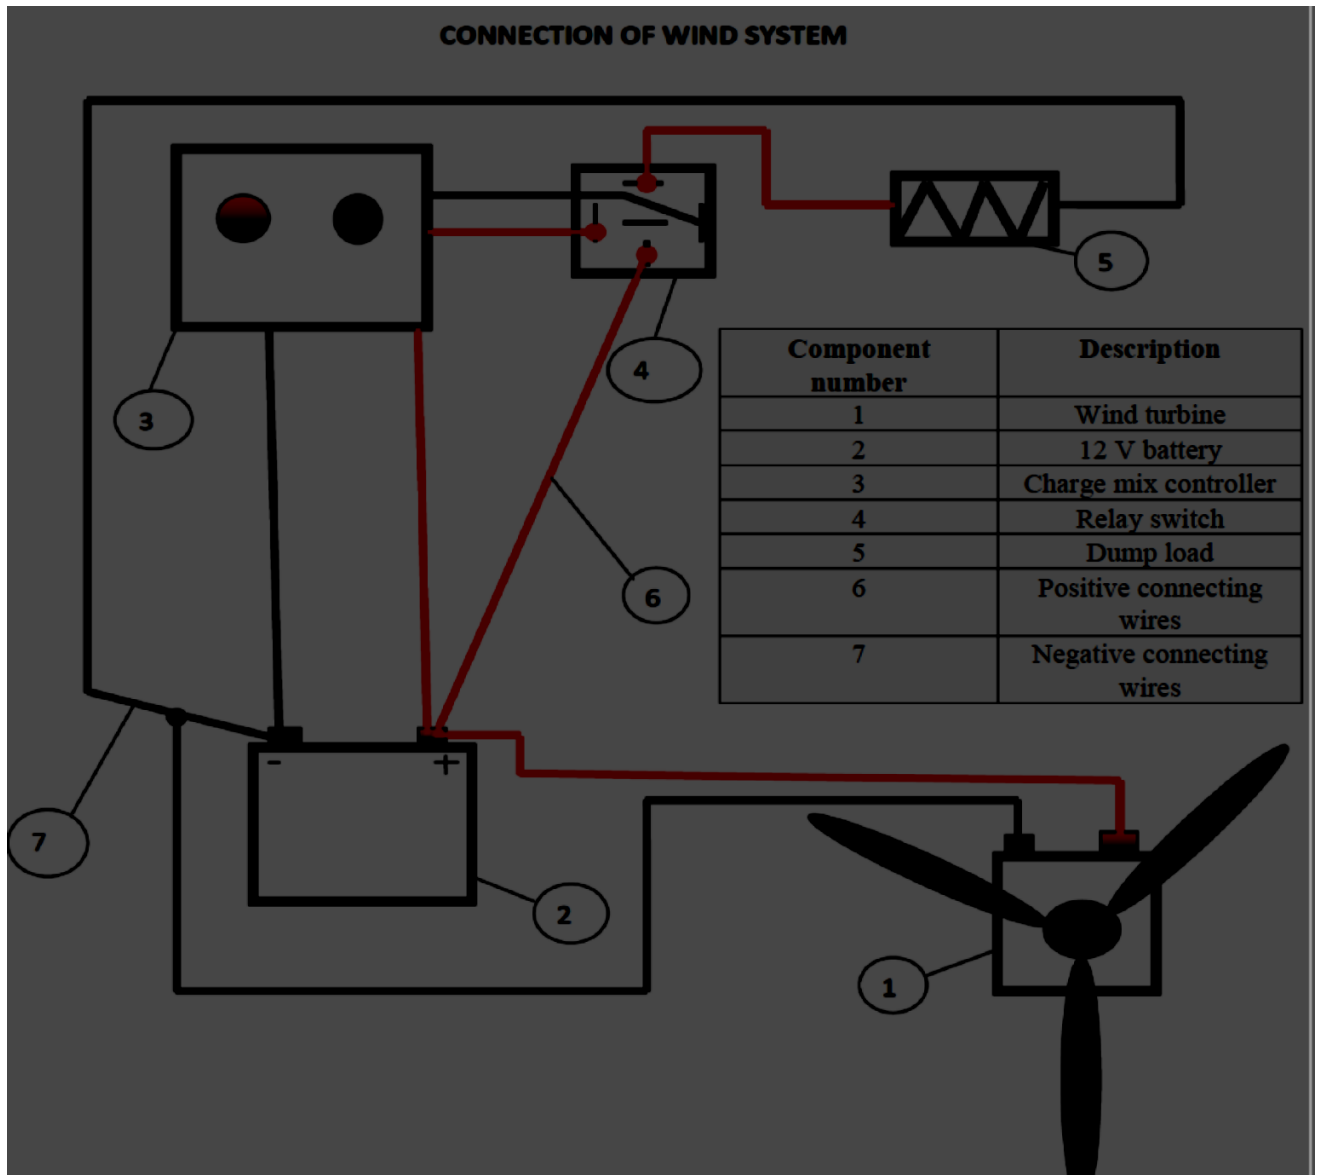 CONNECTION OF WIND SYSTEM
5
4
3
Component Description
number
1 Wind turbine
2 12 V battery
3 Charge mix controller
4 Relay switch
5 Dump load
6 Positive connecting
wires
7 Negative connecting
wires
6
- +
7
2
1